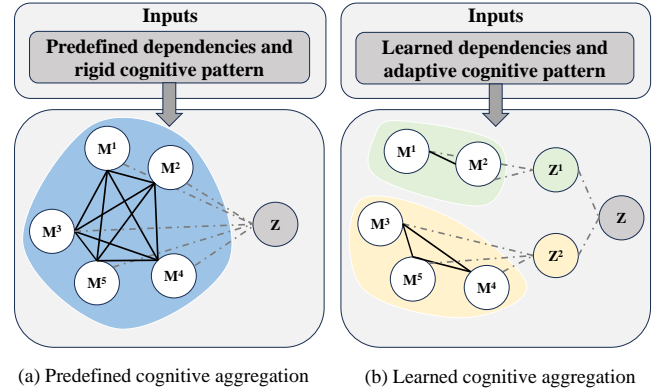 Inputs
Predefined dependencies and
rigid cognitive pattern
M¹
M²
M³
M⁵
M⁴
Z
(a) Predefined cognitive aggregation
Inputs
Learned dependencies and
adaptive cognitive pattern
M¹
M²
Z¹
M³
Z
Z²
M⁵
M⁴
(b) Learned cognitive aggregation